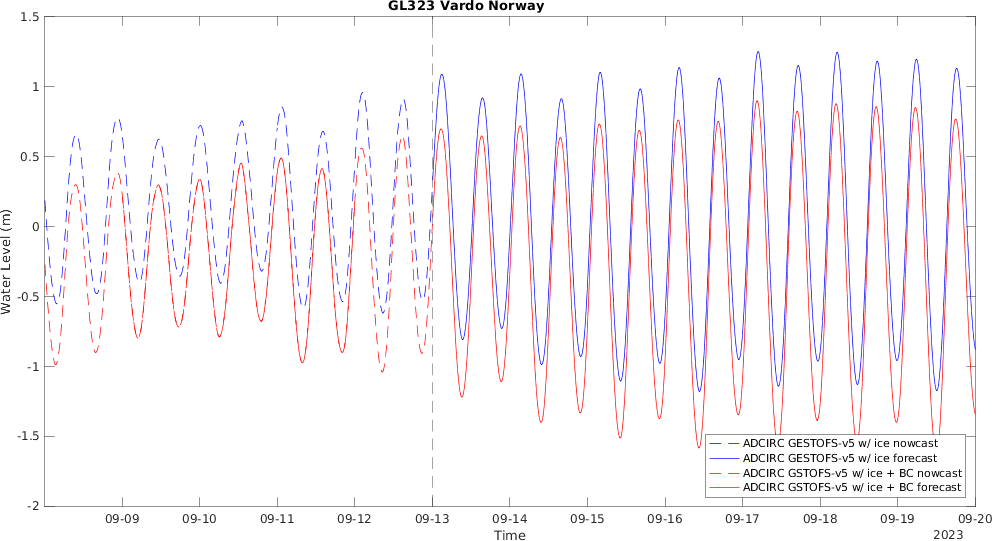 GL323 Vardo Norway
1.5
1
0.5
0
-0.5
-1
-1.5
-2
Water Level (m)
09-09 09-10 09-11 09-12 09-13 09-14 09-15 09-16 09-17 09-18 09-19 09-20
Time
2023
ADCIRC GESTOFS-v5 w/ ice nowcast
ADCIRC GESTOFS-v5 w/ ice forecast
ADCIRC GSTOFS-v5 w/ ice + BC nowcast
ADCIRC GSTOFS-v5 w/ ice + BC forecast